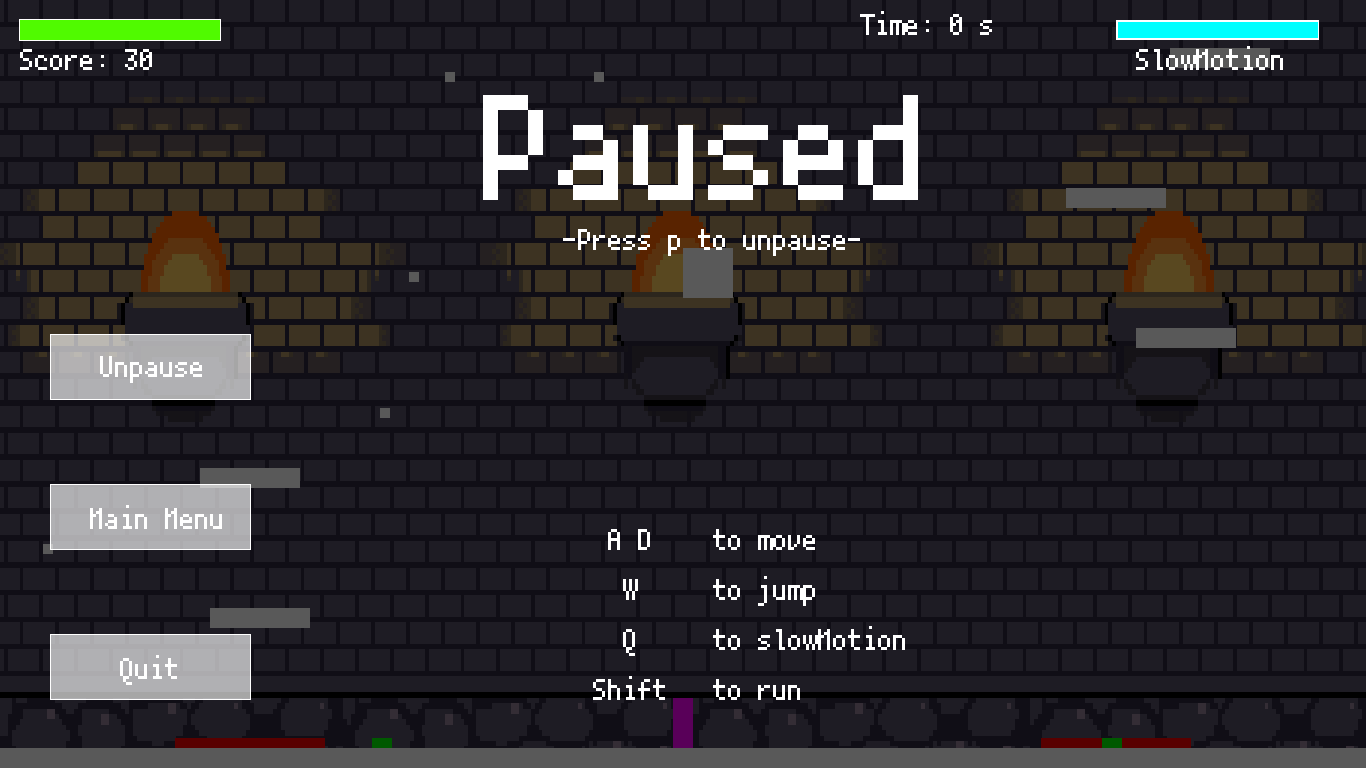 Time: 0 s
Score: 30
SlowMotion
Paused
-Press p to unpause-
Unpause
Main Menu
Quit
A D to move
W to jump
Q to slowMotion
Shift to run